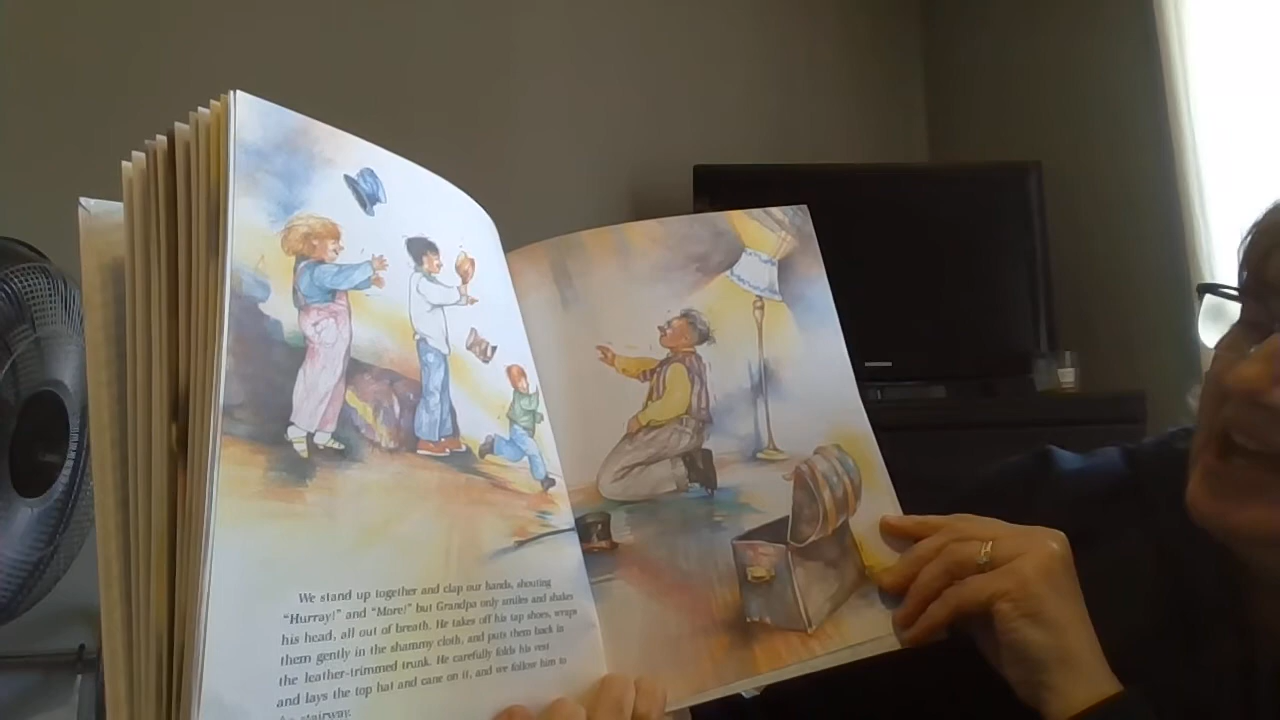 We stand up together and clap our hands, shouting
"Hurray!" and "More!" but Grandpa only smiles and shakes
his head, all out of breath. He takes off his tap shoes, wraps
them gently in the shammy cloth, and puts them back in
the leather-trimmed trunk. He carefully folds his vest
and lays the top hat and cane on it, and we follow him to
stairway.